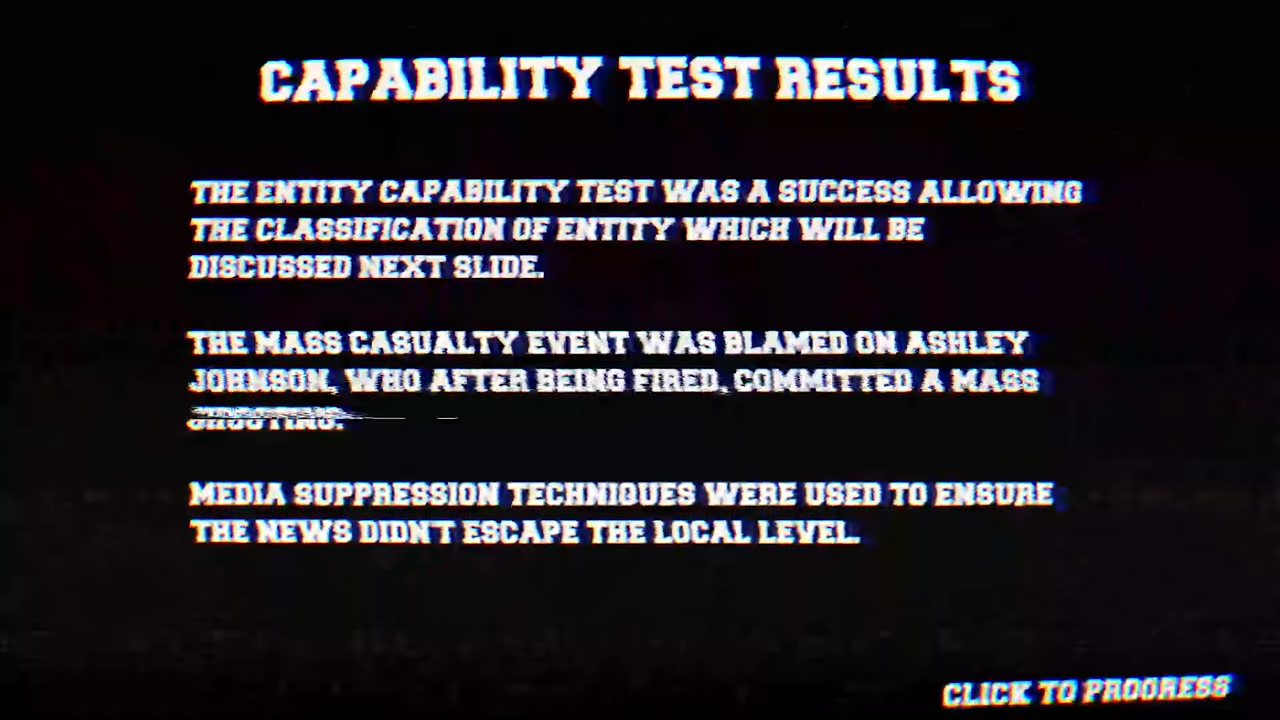 CAPABILITY TEST RESULTS
THE ENTITY CAPABILITY TEST WAS A SUCCESS ALLOWING
THE CLASSIFICATION OF ENTITY WHICH WILL BE
DISCUSSED NEXT SLIDE.
THE MASS CASUALTY EVENT WAS BLAMED ON ASHLEY
JOHNSON, WHO AFTER BEING FIRED, COMMITTED A MASS
SHOOTING.
MEDIA SUPPRESSION TECHNIQUES WERE USED TO ENSURE
THE NEWS DIDN'T ESCAPE THE LOCAL LEVEL.
CLICK TO PROGRESS